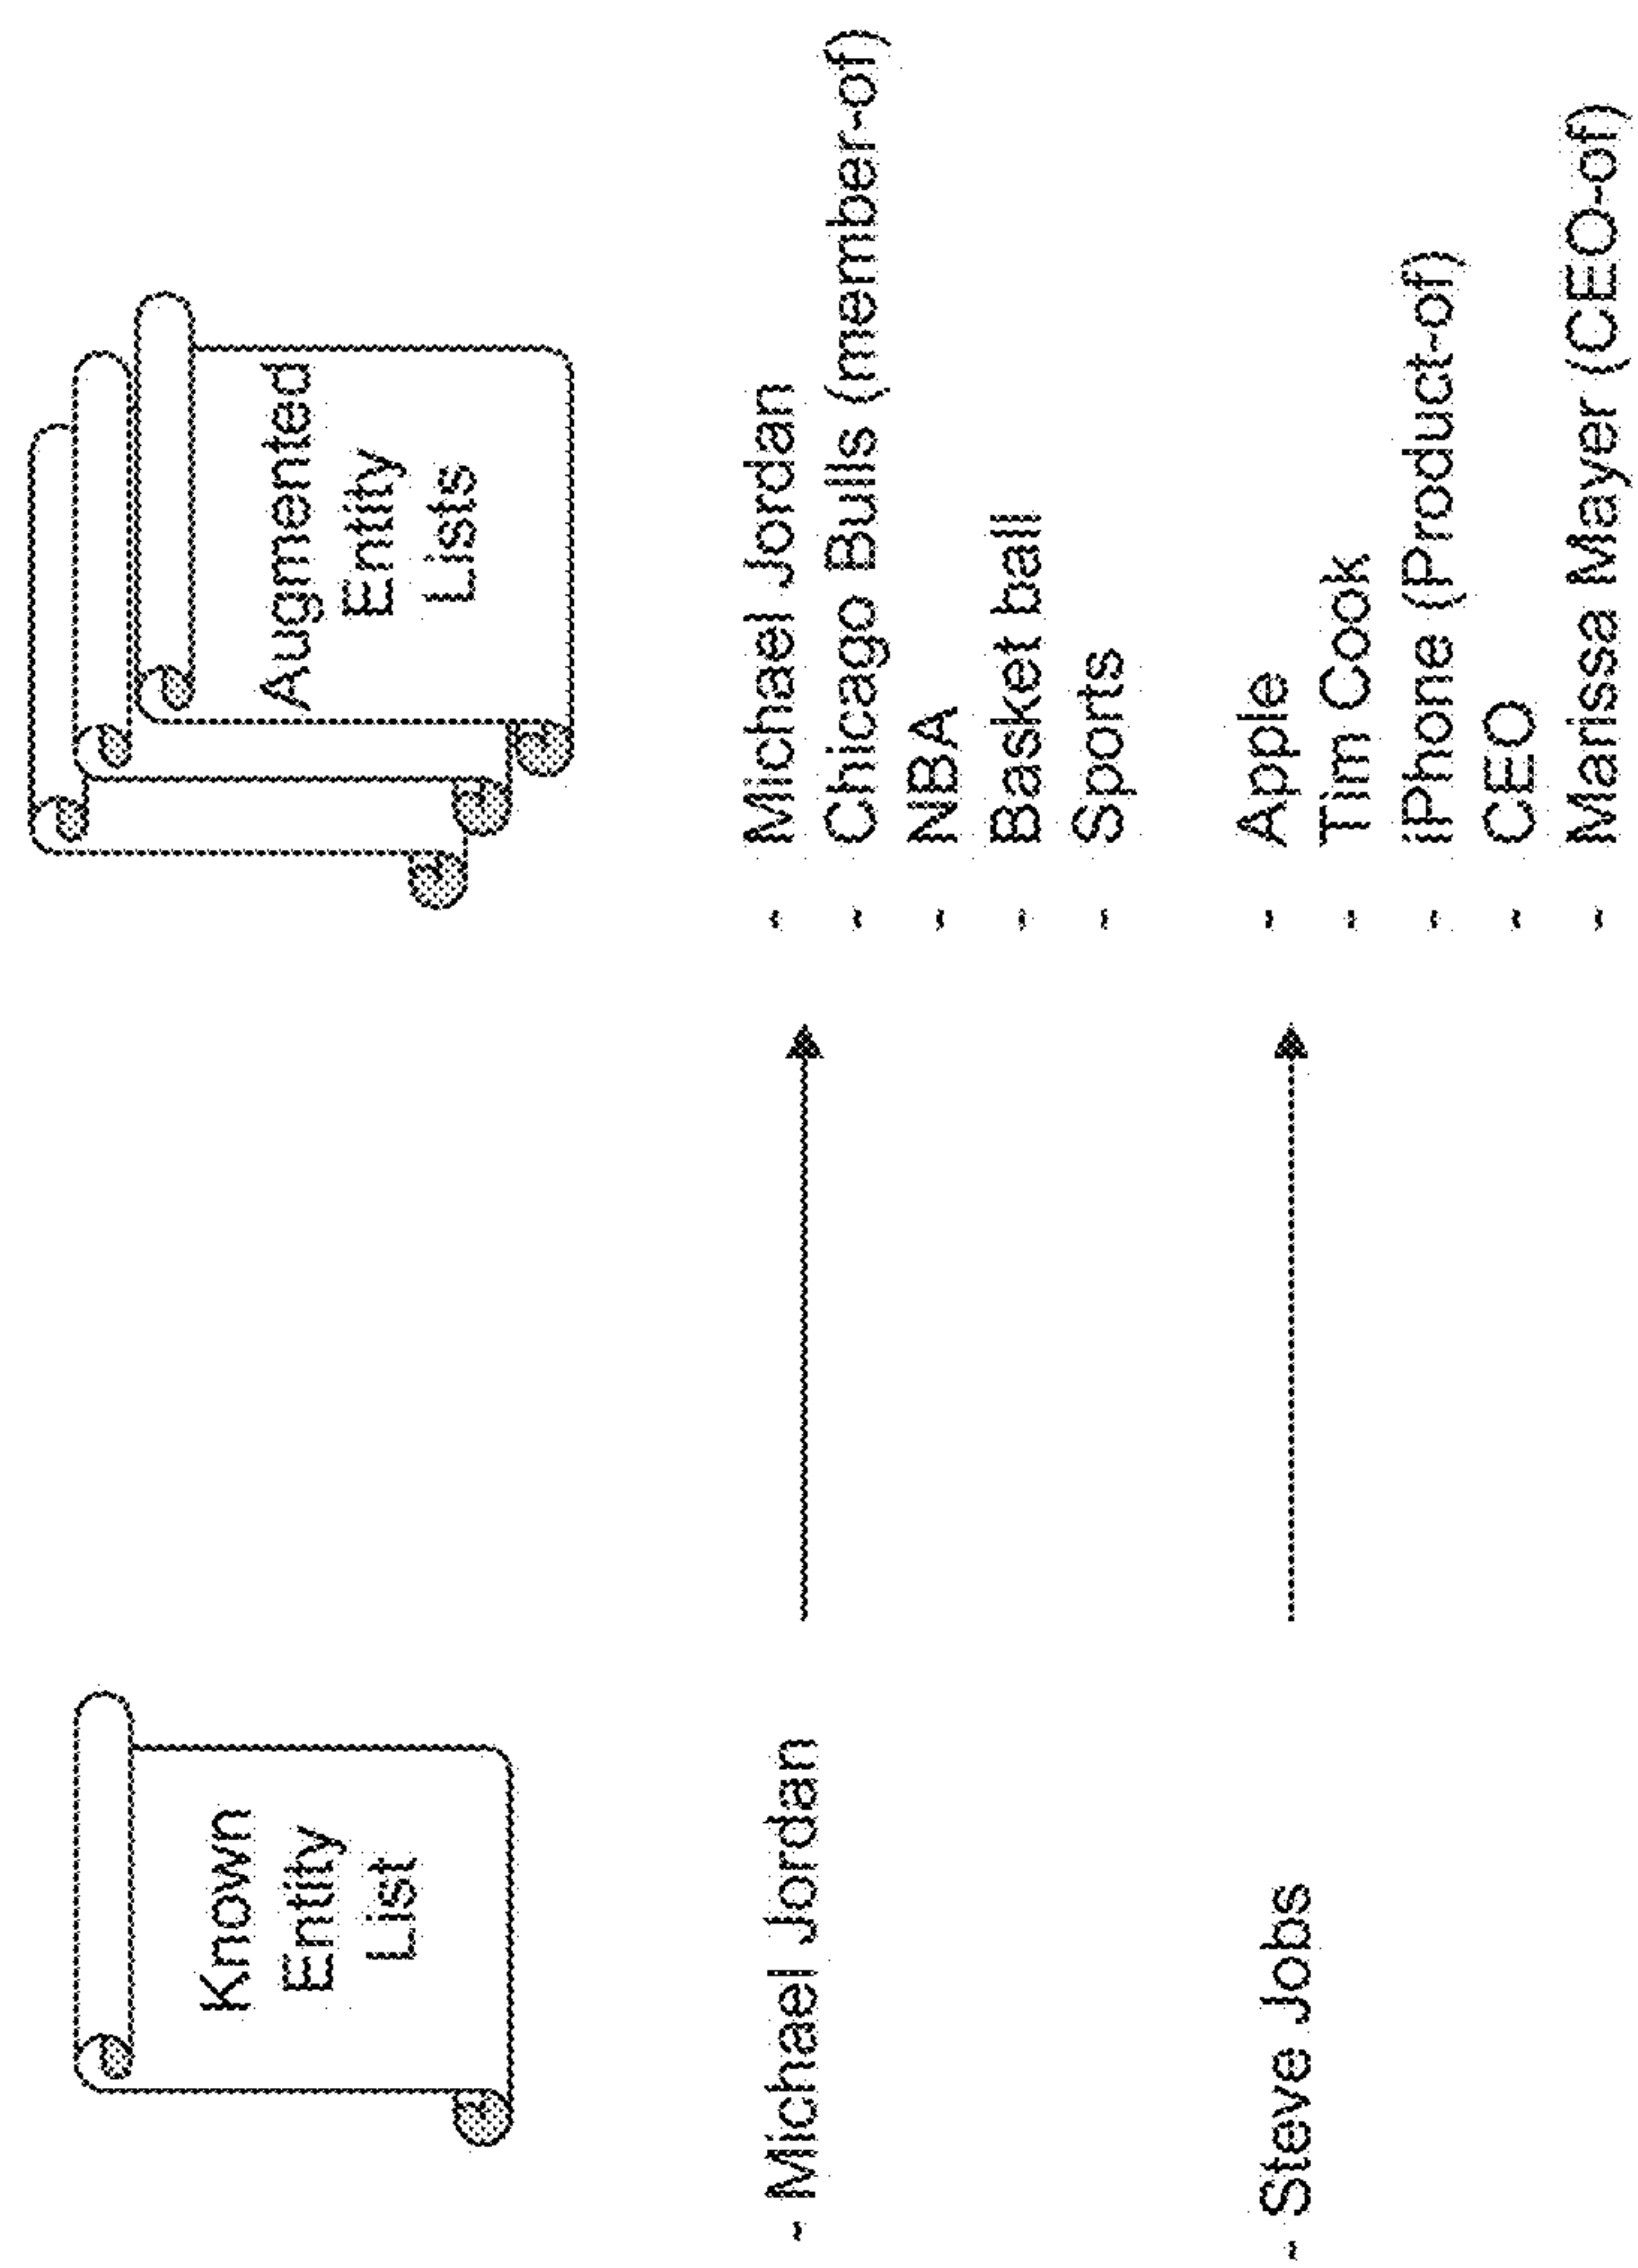 Known
Entity
List
Augmented
Entity
Lists
- Michael Jordan
- Michael Jordan
- Chicago Bulls (member-of)
- NBA
- Basket ball
- Sports
- Steve Jobs
- Apple
- Tim Cook
- iPhone (Product-of)
- CEO
- Marissa Mayer (CEO-of)